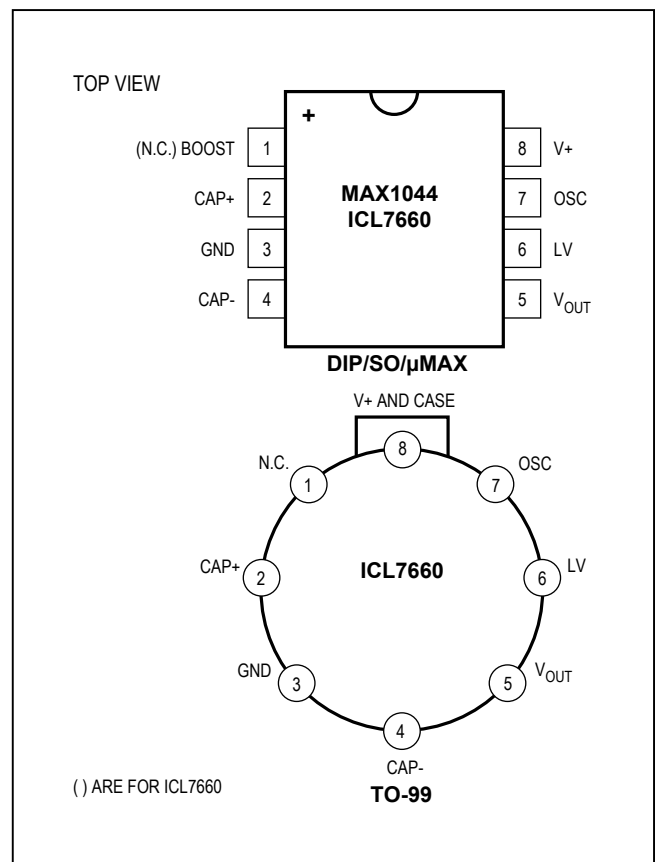 TOP VIEW
+
(N.C.) BOOST 1
CAP+ 2
GND 3
CAP- 4
MAX1044
ICL7660
8 V+
7 OSC
6 LV
5 VOUT
DIP/SO/µMAX
V+ AND CASE
8
N.C.
1
OSC
7
CAP+ 2
ICL7660
6 LV
GND
3
5
VOUT
4
CAP-
TO-99
( ) ARE FOR ICL7660